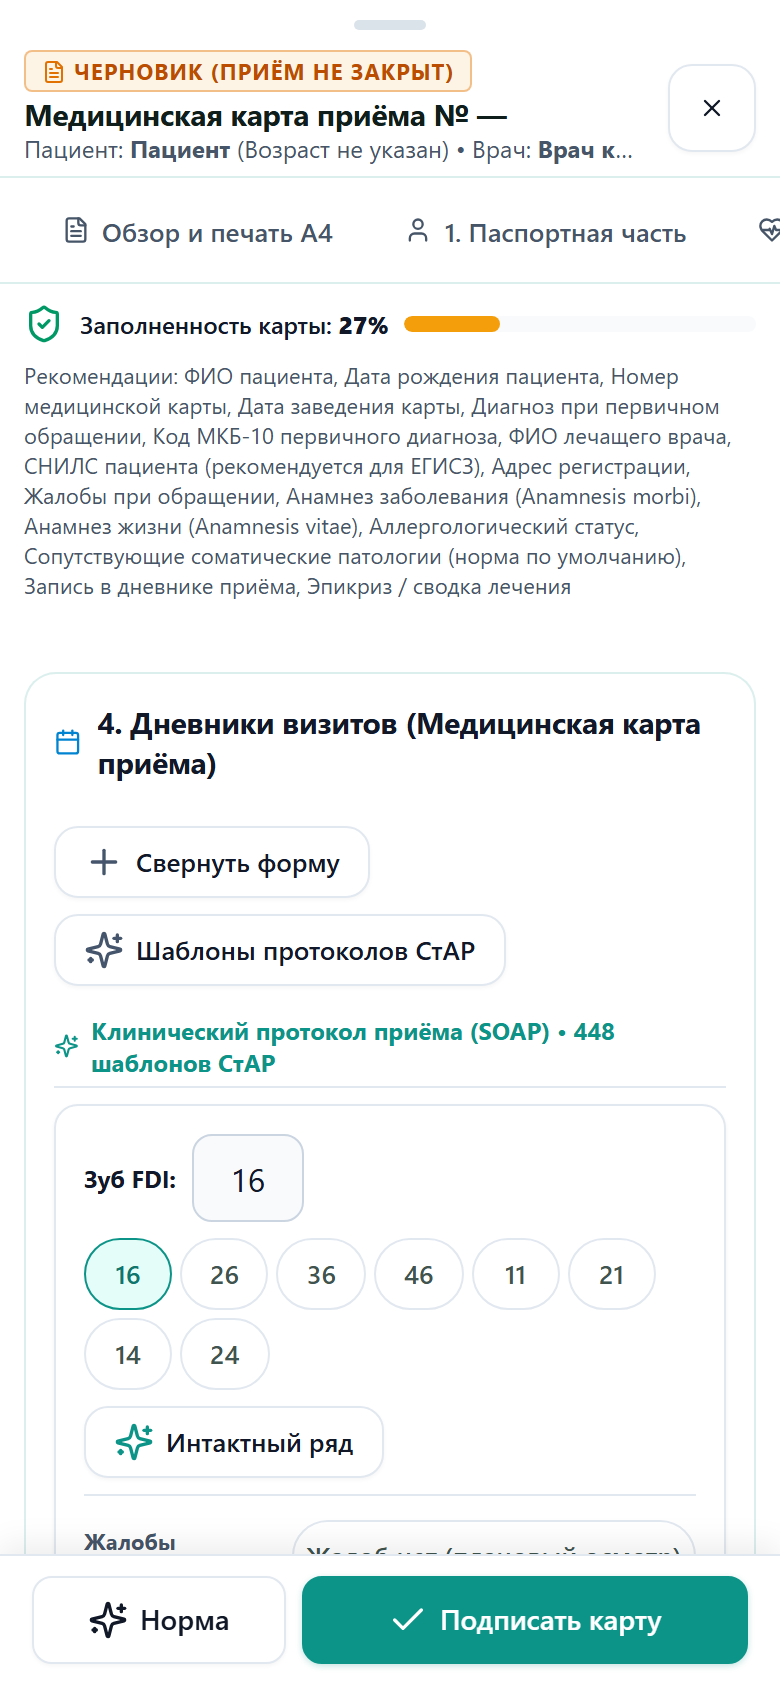 ЧЕРНОВИК (ПРИЁМ НЕ ЗАКРЫТ)
Медицинская карта приёма № —
Пациент: Пациент (Возраст не указан) • Врач: Врач к...
Обзор и печать А4
1. Паспортная часть
Заполненность карты: 27%
Рекомендации: ФИО пациента, Дата рождения пациента, Номер
медицинской карты, Дата заведения карты, Диагноз при первичном
обращении, Код МКБ-10 первичного диагноза, ФИО лечащего врача,
СНИЛС пациента (рекомендуется для ЕГИСЗ), Адрес регистрации,
Жалобы при обращении, Анамнез заболевания (Anamnesis morbi),
Анамнез жизни (Anamnesis vitae), Аллергологический статус,
Сопутствующие соматические патологии (норма по умолчанию),
Запись в дневнике приёма, Эпикриз / сводка лечения
4. Дневники визитов (Медицинская карта
приёма)
Свернуть форму
Шаблоны протоколов СтАР
Клинический протокол приёма (SOAP) • 448
шаблонов СтАР
Зуб FDI:
16
16 26 36 46 11 21
14 24
Интактный ряд
Жалобы
Жалоб нет (плановый осмотр)
Норма
Подписать карту